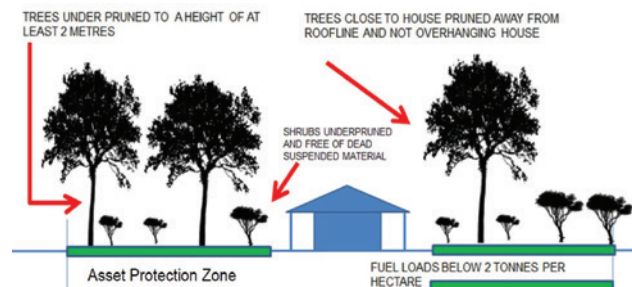 TREES UNDER PRUNED TO A HEIGHT OF AT
LEAST 2 METRES
TREES CLOSE TO HOUSE PRUNED AWAY FROM
ROOFLINE AND NOT OVERHANGING HOUSE
SHRUBS UNDERPRUNED
AND FREE OF DEAD
SUSPENDED MATERIAL
Asset Protection Zone
FUEL LOADS BELOW 2 TONNES PER
HECTARE